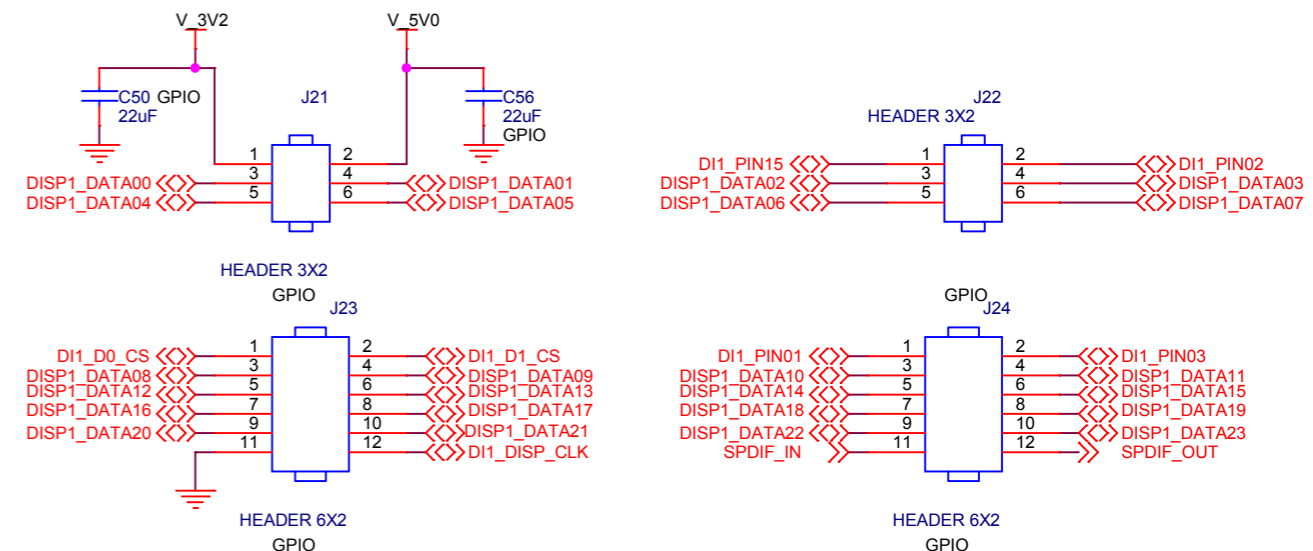 V_3V2
V_5V0
C50 GPIO
22uF
J21
C56
22uF
GPIO
1 2
DISP1_DATA00 3 4 DISP1_DATA01
DISP1_DATA04 5 6 DISP1_DATA05
HEADER 3X2
GPIO
J22
HEADER 3X2
DI1_PIN15 1 2 DI1_PIN02
DISP1_DATA02 3 4 DISP1_DATA03
DISP1_DATA06 5 6 DISP1_DATA07
GPIO
J23
DI1_D0_CS 1 2 DI1_D1_CS
DISP1_DATA08 3 4 DISP1_DATA09
DISP1_DATA12 5 6 DISP1_DATA13
DISP1_DATA16 7 8 DISP1_DATA17
DISP1_DATA20 9 10 DISP1_DATA21
11 12 DI1_DISP_CLK
HEADER 6X2
GPIO
J24
DI1_PIN01 1 2 DI1_PIN03
DISP1_DATA10 3 4 DISP1_DATA11
DISP1_DATA14 5 6 DISP1_DATA15
DISP1_DATA18 7 8 DISP1_DATA19
DISP1_DATA22 9 10 DISP1_DATA23
SPDIF_IN 11 12 SPDIF_OUT
HEADER 6X2
GPIO